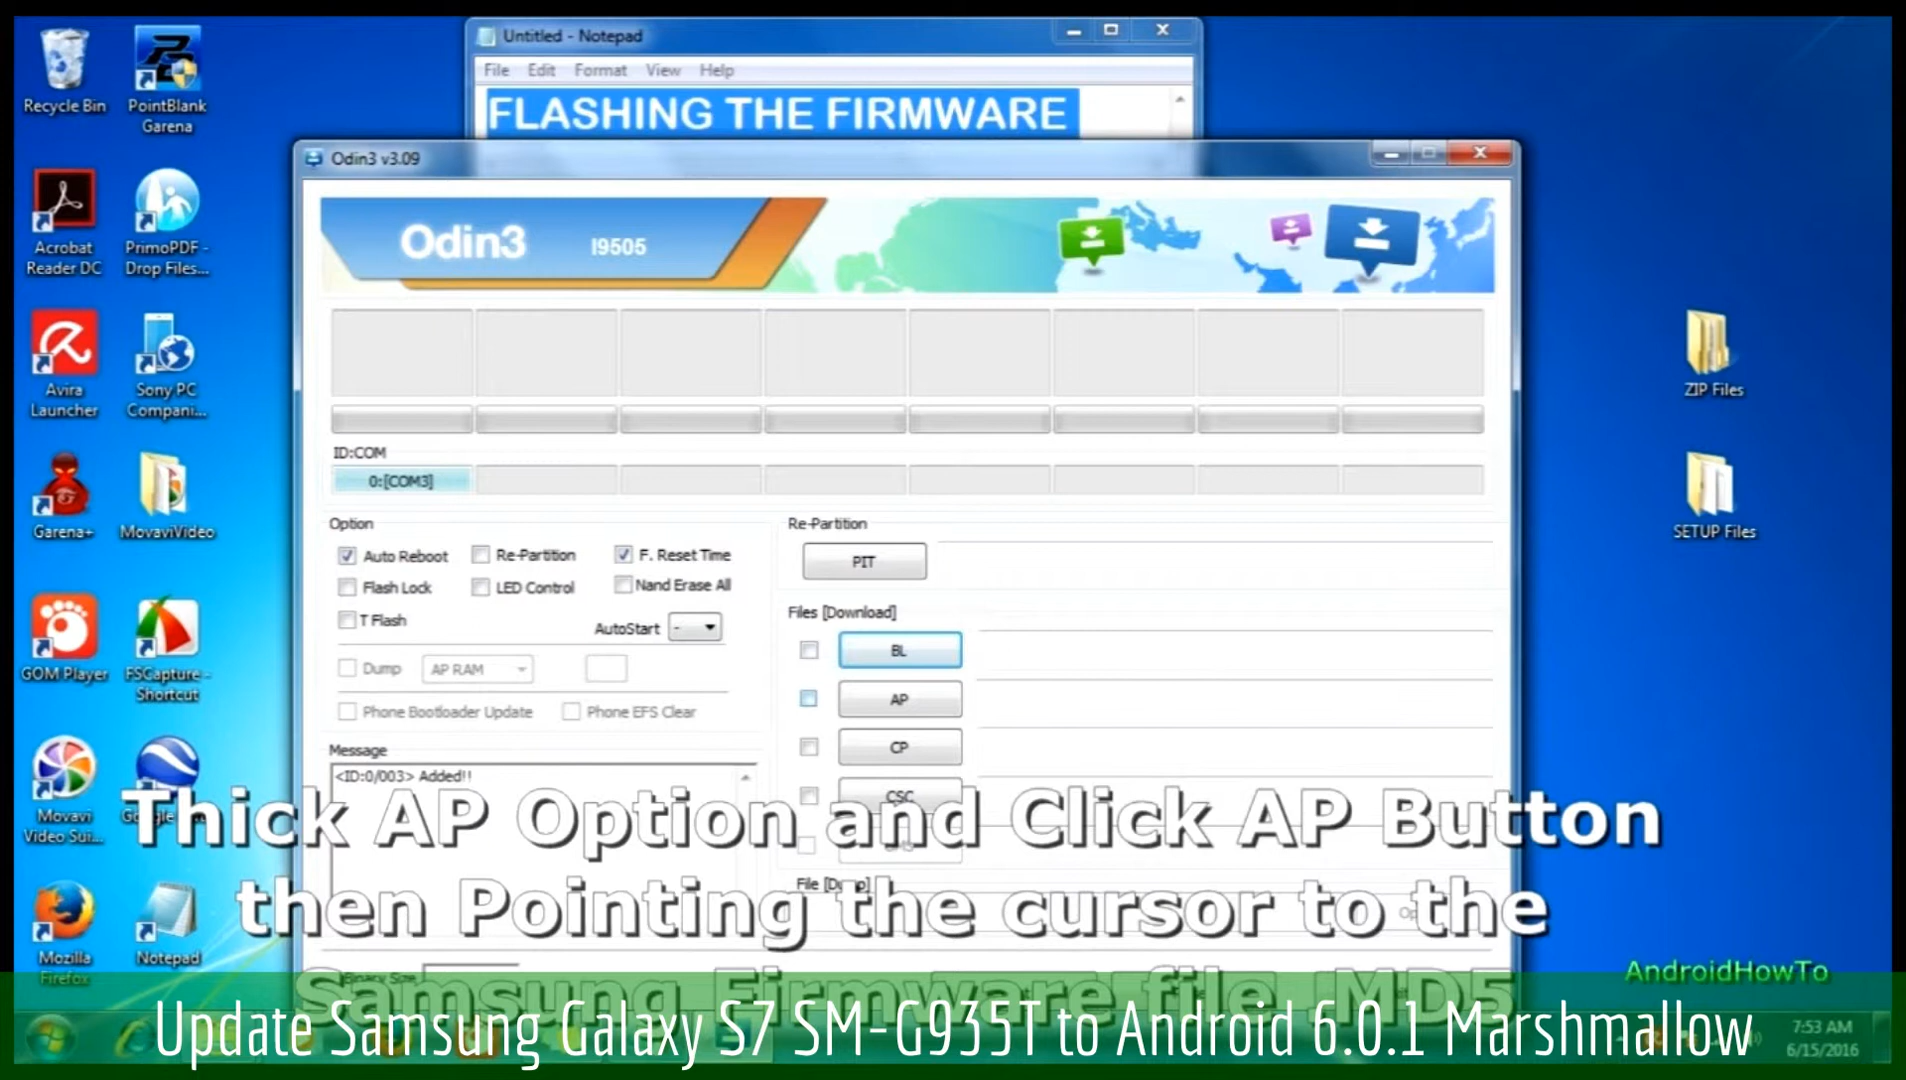 Untitled - Notepad
File Edit Format View Help
FLASHING THE FIRMWARE
Recycle Bin
PointBlank
Garena
Acrobat
Reader DC
PrimoPDF -
Drop Files...
Avira
Launcher
Sony PC
Compani...
Garena+
MovaviVideo
GOM Player
FSCapture -
Shortcut
Movavi
Video Sui...
Mozilla
Firefox
Notepad
ZIP Files
SETUP Files
Odin3 v3.09
Odin3 I9505
ID:COM
0:[COM3]
Option
Auto Reboot Re-Partition F. Reset Time
Flash Lock LED Control Nand Erase All
T Flash
AutoStart -
Dump AP RAM
Phone Bootloader Update Phone EFS Clear
Re-Partition
PIT
Files [Download]
BL
AP
CP
CSC
Message
<ID:0/003> Added!!
Binary Size
Thick AP Option and Click AP Button
then Pointing the cursor to the
Samsung Firmware file .MD5
AndroidHowTo
Update Samsung Galaxy S7 SM-G935T to Android 6.0.1 Marshmallow
7:53 AM
6/15/2016